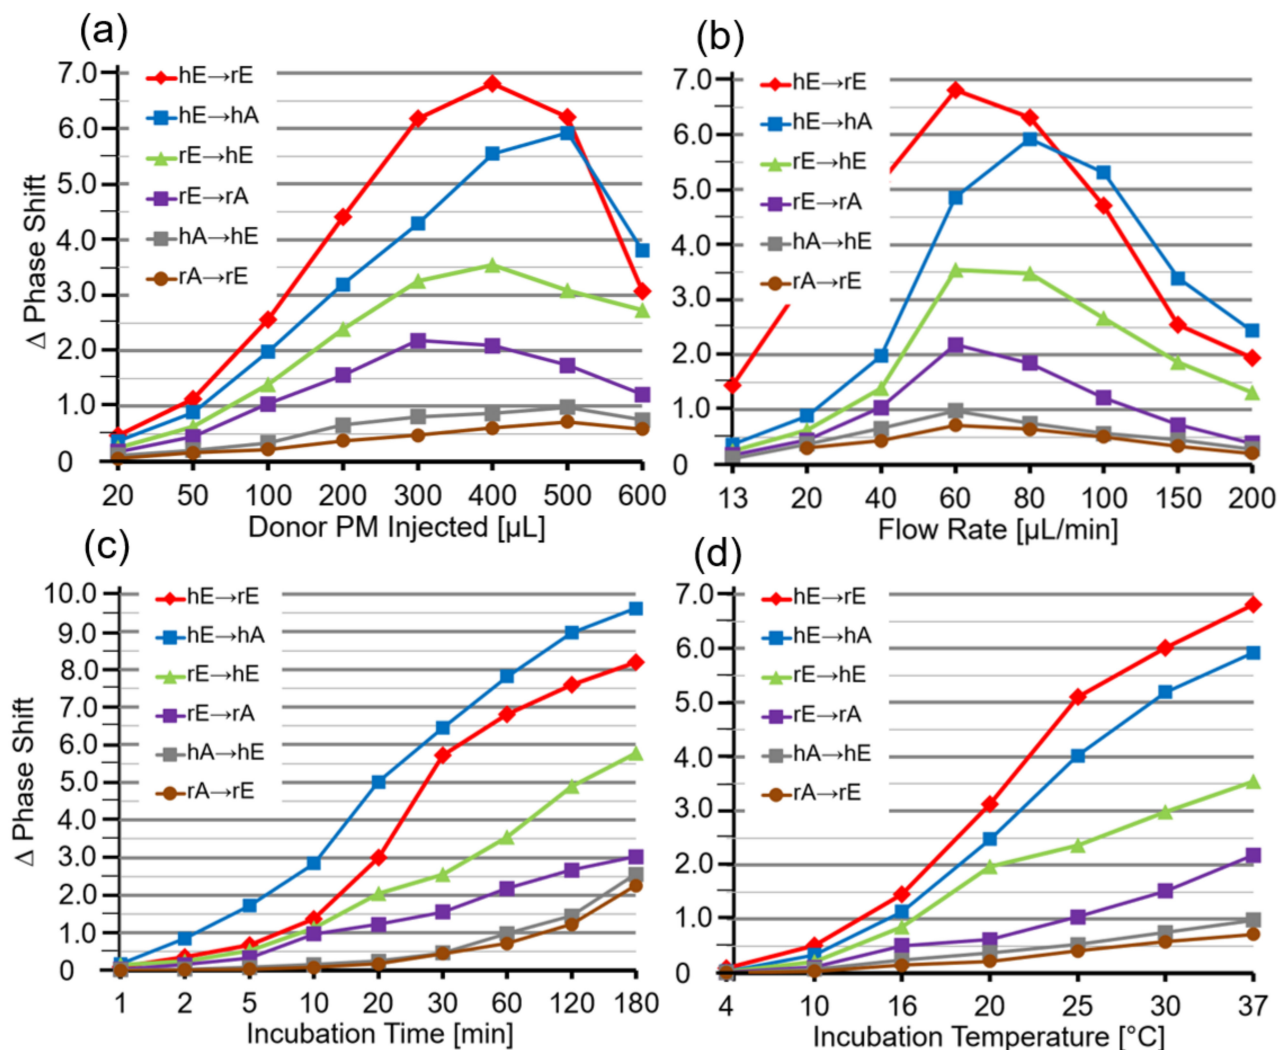 (a)
Δ Phase Shift
7.0
6.0
5.0
4.0
3.0
2.0
1.0
0
hE→rE
hE→hA
rE→hE
rE→rA
hA→hE
rA→rE
20 50 100 200 300 400 500 600
Donor PM Injected [µL]
(b)
7.0
6.0
5.0
4.0
3.0
2.0
1.0
0
hE→rE
hE→hA
rE→hE
rE→rA
hA→hE
rA→rE
13 20 40 60 80 100 150 200
Flow Rate [µL/min]
(c)
Δ Phase Shift
10.0
9.0
8.0
7.0
6.0
5.0
4.0
3.0
2.0
1.0
0
hE→rE
hE→hA
rE→hE
rE→rA
hA→hE
rA→rE
1 2 5 10 20 30 60 120 180
Incubation Time [min]
(d)
7.0
6.0
5.0
4.0
3.0
2.0
1.0
0
hE→rE
hE→hA
rE→hE
rE→rA
hA→hE
rA→rE
4 10 16 20 25 30 37
Incubation Temperature [°C]